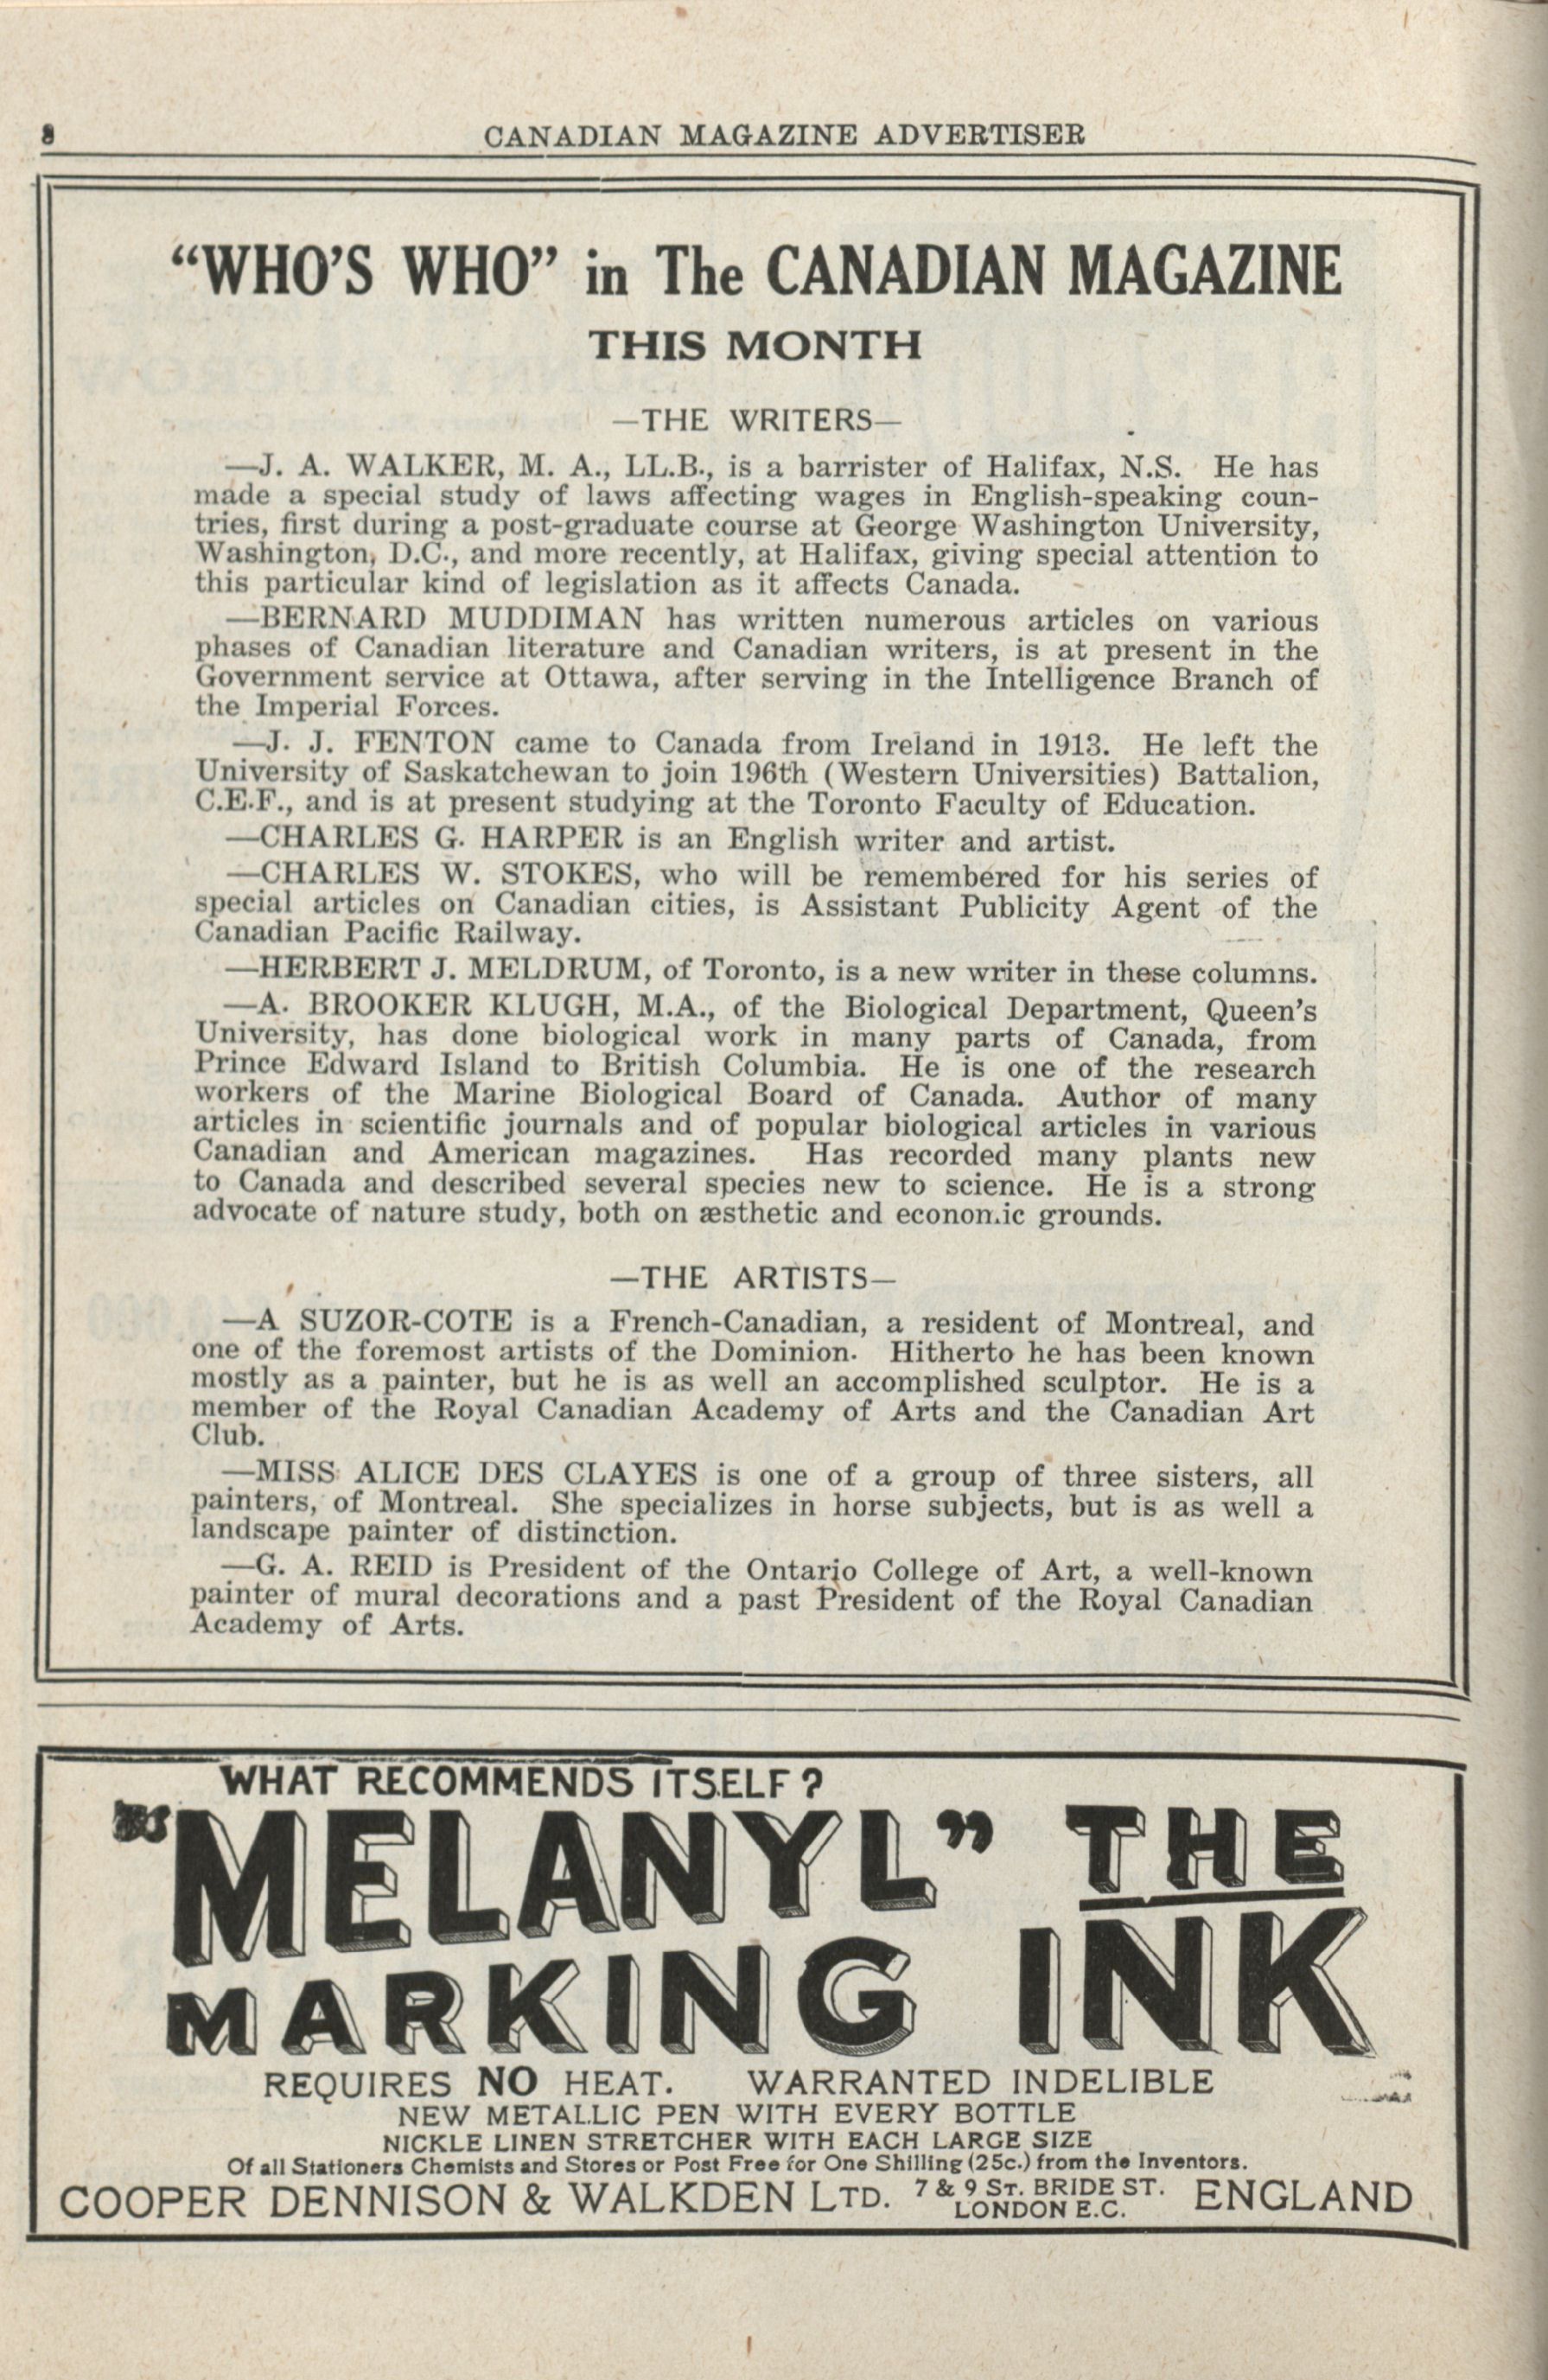 8
CANADIAN MAGAZINE ADVERTISER
“WHO’S WHO” in The CANADIAN MAGAZINE
THIS MONTH
—THE WRITERS—
—J. A. WALKER, M. A., LL.B., is a barrister of Halifax, N.S. He has
made a special study of laws affecting wages in English-speaking coun-
tries, first during a post-graduate course at George Washington University,
Washington, D.C., and more recently, at Halifax, giving special attention to
this particular kind of legislation as it affects Canada.
—BERNARD MUDDIMAN has written numerous articles on various
phases of Canadian literature and Canadian writers, is at present in the
Government service at Ottawa, after serving in the Intelligence Branch of
the Imperial Forces.
—J. J. FENTON came to Canada from Ireland in 1913. He left the
University of Saskatchewan to join 196th (Western Universities) Battalion,
C.E.F., and is at present studying at the Toronto Faculty of Education.
—CHARLES G. HARPER is an English writer and artist.
—CHARLES W. STOKES, who will be remembered for his series of
special articles on Canadian cities, is Assistant Publicity Agent of the
Canadian Pacific Railway.
—HERBERT J. MELDRUM, of Toronto, is a new writer in these columns.
—A. BROOKER KLUGH, M.A., of the Biological Department, Queen’s
University, has done biological work in many parts of Canada, from
Prince Edward Island to British Columbia. He is one of the research
workers of the Marine Biological Board of Canada. Author of many
articles in scientific journals and of popular biological articles in various
Canadian and American magazines. Has recorded many plants new
to Canada and described several species new to science. He is a strong
advocate of nature study, both on æsthetic and economic grounds.
—THE ARTISTS—
—A SUZOR-COTE is a French-Canadian, a resident of Montreal, and
one of the foremost artists of the Dominion. Hitherto he has been known
mostly as a painter, but he is as well an accomplished sculptor. He is a
member of the Royal Canadian Academy of Arts and the Canadian Art
Club.
—MISS ALICE DES CLAYES is one of a group of three sisters, all
painters, of Montreal. She specializes in horse subjects, but is as well a
landscape painter of distinction.
—G. A. REID is President of the Ontario College of Art, a well-known
painter of mural decorations and a past President of the Royal Canadian
Academy of Arts.
WHAT RECOMMENDS ITSELF?
“MELANYL” THE
MARKING INK
REQUIRES NO HEAT. WARRANTED INDELIBLE
NEW METALLIC PEN WITH EVERY BOTTLE
NICKLE LINEN STRETCHER WITH EACH LARGE SIZE
Of all Stationers Chemists and Stores or Post Free for One Shilling (25c.) from the Inventors.
COOPER DENNISON & WALKDEN LTD. 7 & 9 ST. BRIDE ST. LONDON E.C. ENGLAND